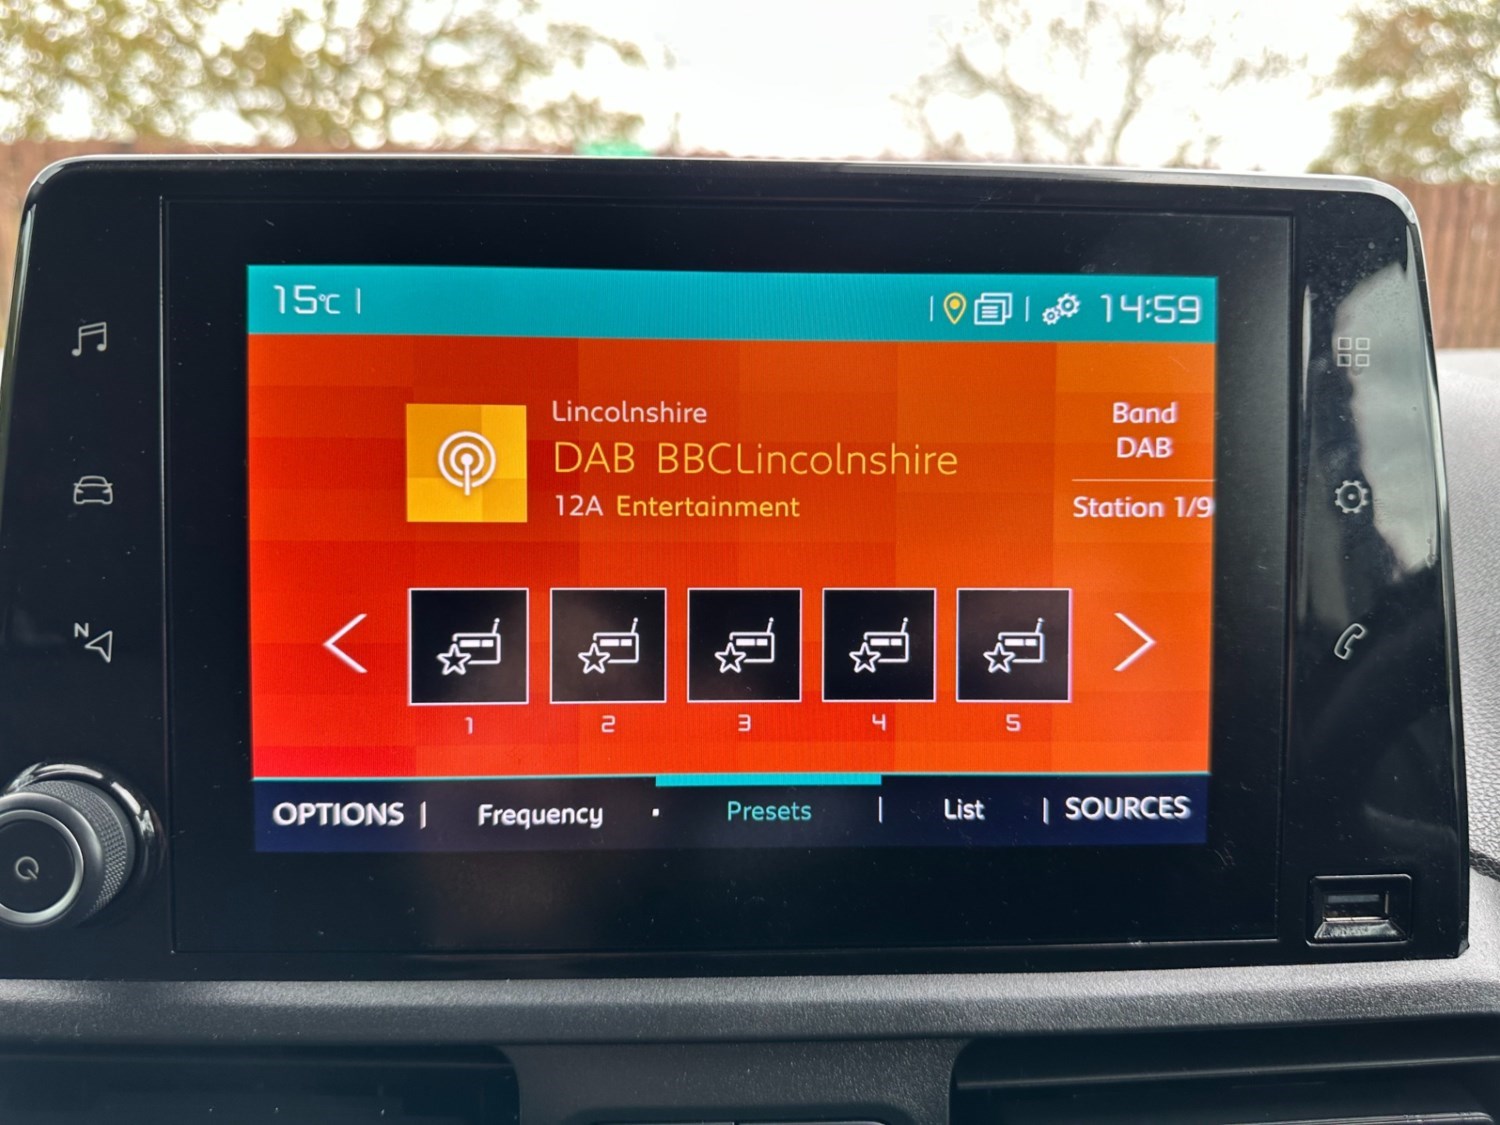 15°C
14:59
Lincolnshire
DAB BBCLincolnshire
12A Entertainment
Band
DAB
Station 1/9
1 2 3 4 5
OPTIONS Frequency Presets List SOURCES
N